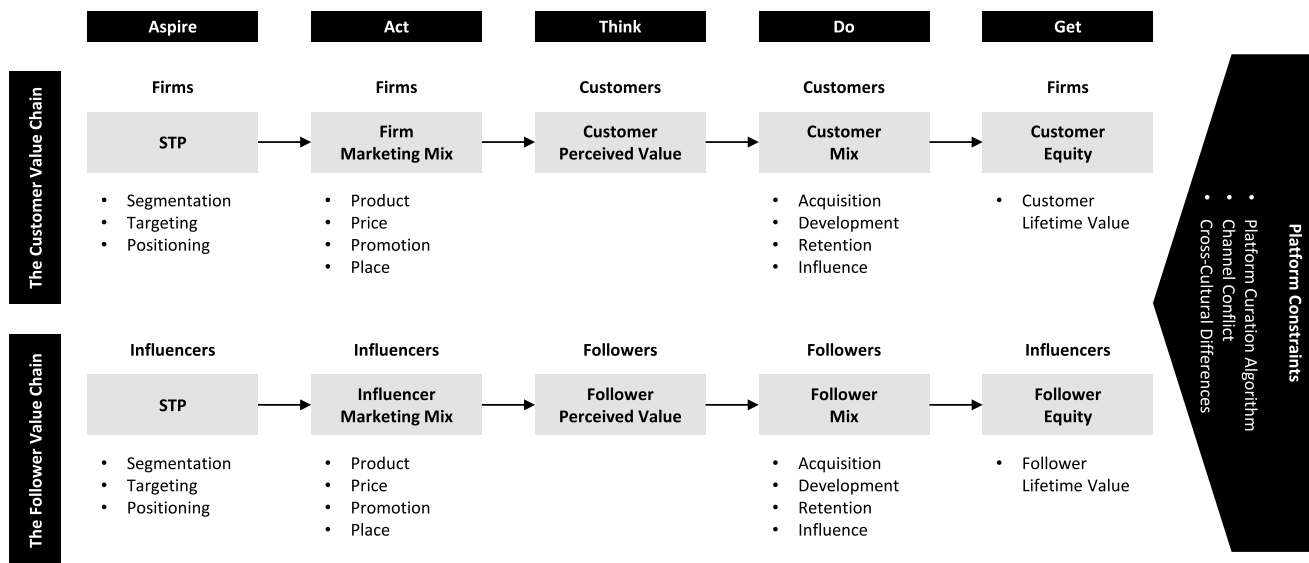 Aspire
Act
Think
Do
Get
The Customer Value Chain
Firms
Firms
Customers
Customers
Firms
STP
Firm
Marketing Mix
Customer
Perceived Value
Customer
Mix
Customer
Equity
• Segmentation
• Targeting
• Positioning
• Product
• Price
• Promotion
• Place
• Acquisition
• Development
• Retention
• Influence
• Customer
Lifetime Value
The Follower Value Chain
Influencers
Influencers
Followers
Followers
Influencers
STP
Influencer
Marketing Mix
Follower
Perceived Value
Follower
Mix
Follower
Equity
• Segmentation
• Targeting
• Positioning
• Product
• Price
• Promotion
• Place
• Acquisition
• Development
• Retention
• Influence
• Follower
Lifetime Value
Platform Constraints
• Platform Curation Algorithm
• Channel Conflict
• Cross-Cultural Differences